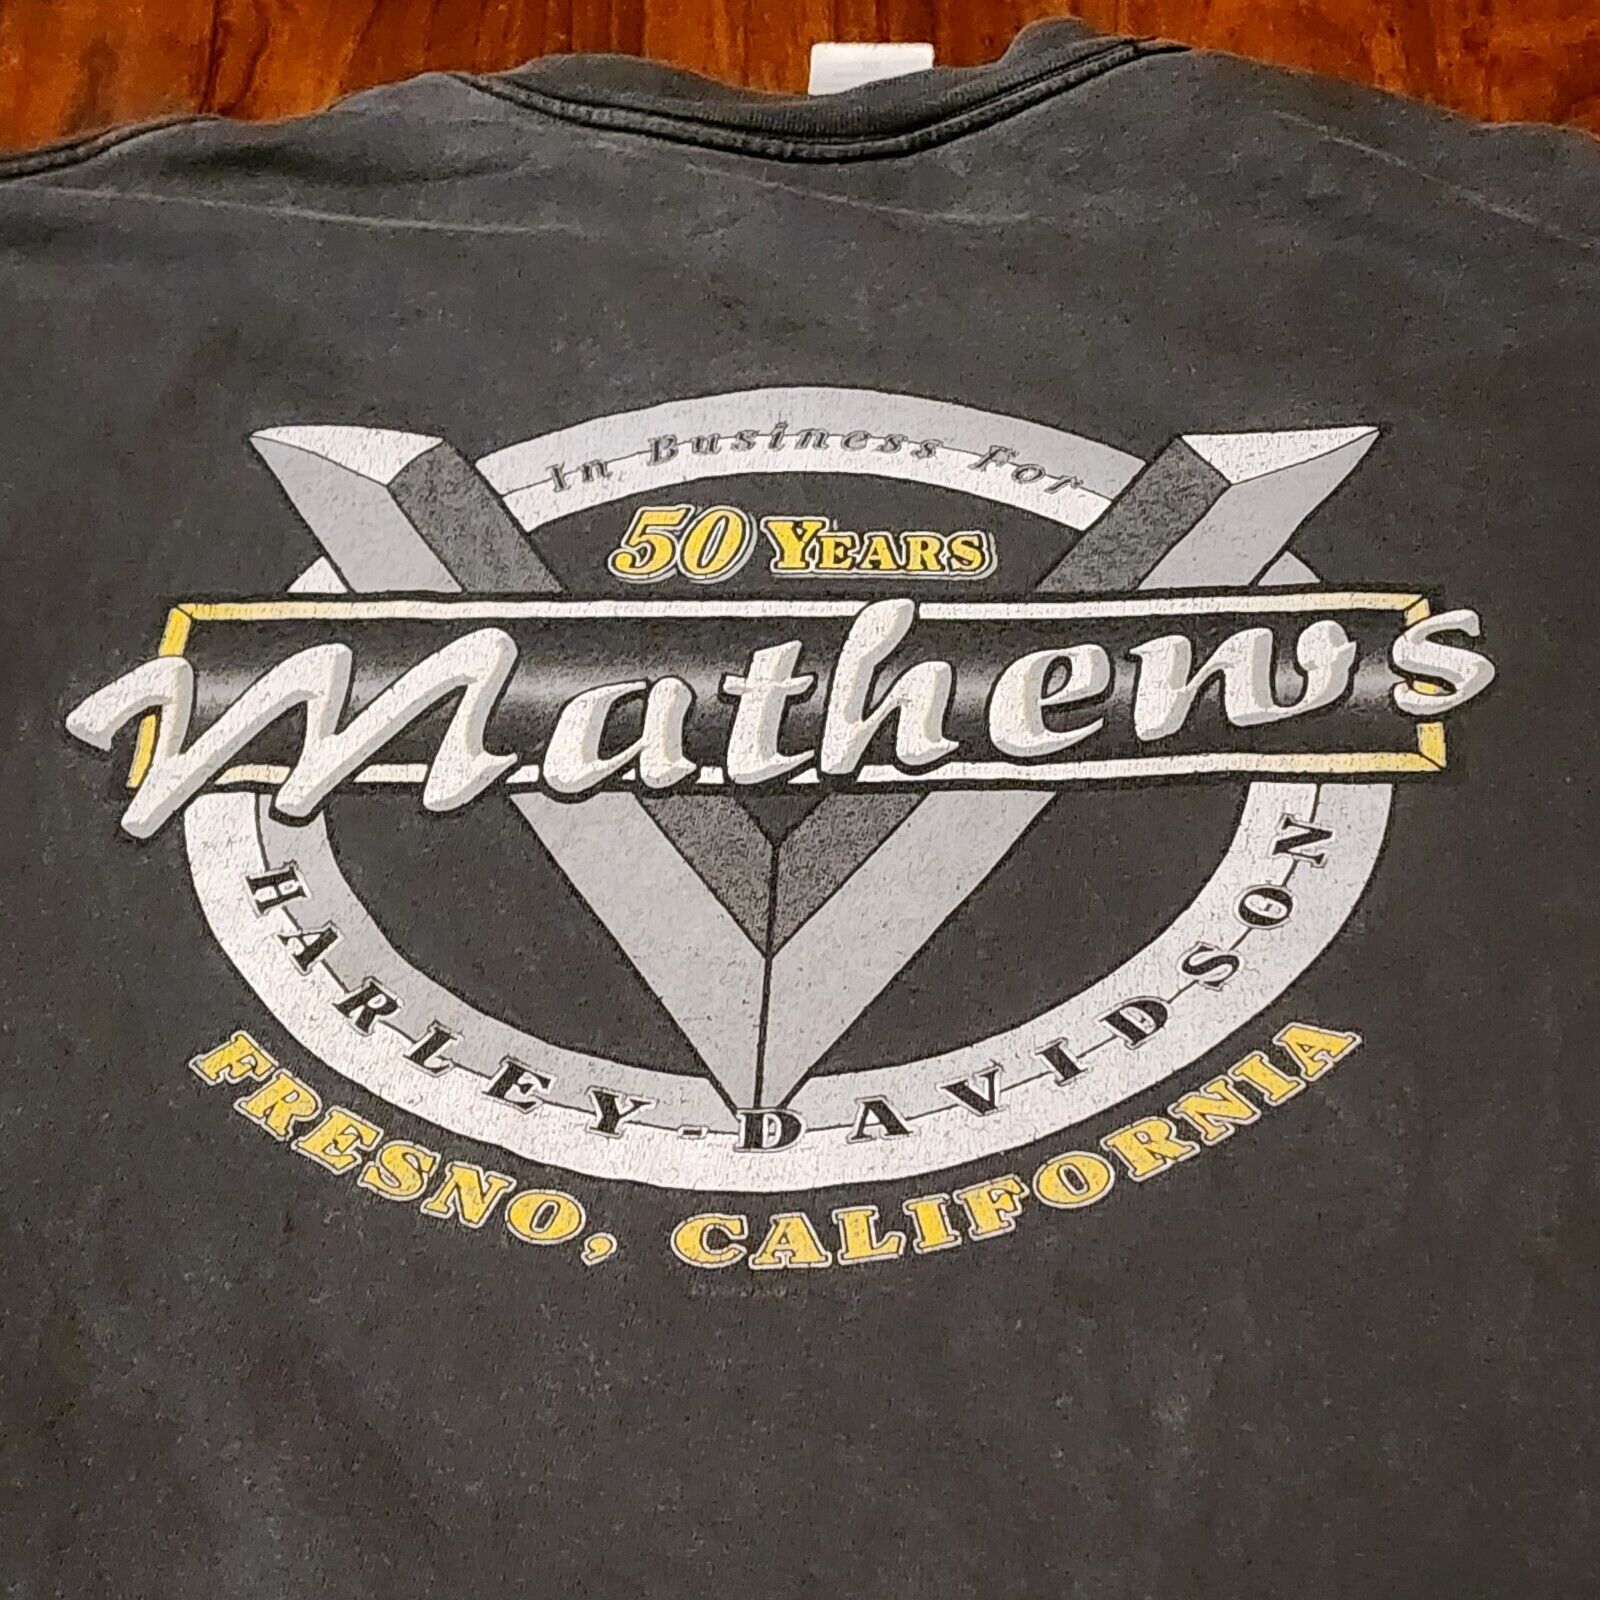 In Business For
50 Years
Mathews
HARLEY-DAVIDSON
FRESNO, CALIFORNIA